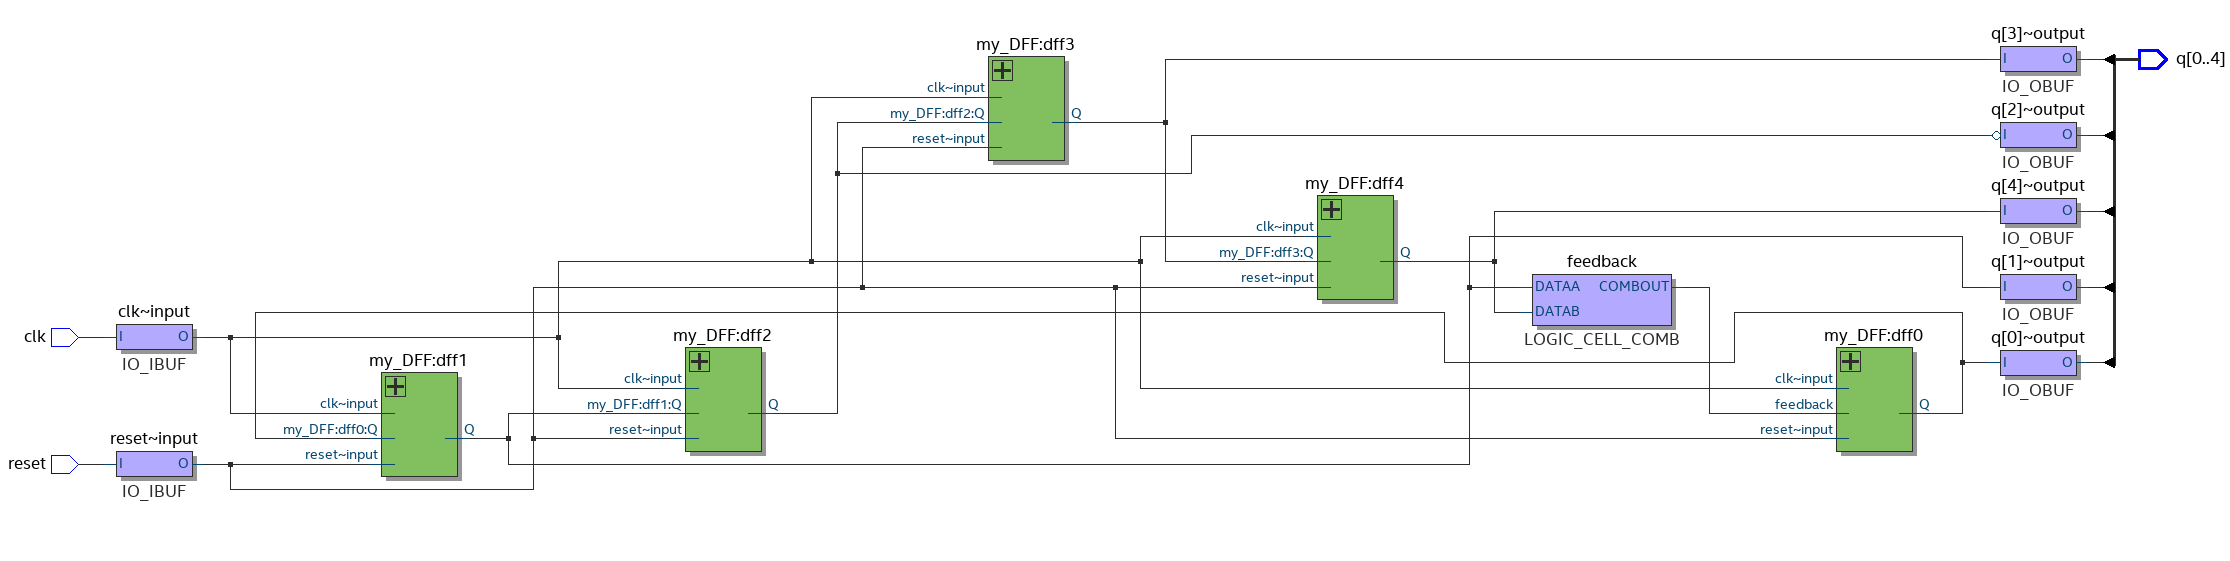 my_DFF:dff3
clk~input
my_DFF:dff2:Q
reset~input
Q
q[3]~output
I O
IO_OBUF
q[0..4]
q[2]~output
I O
IO_OBUF
my_DFF:dff4
clk~input
my_DFF:dff3:Q
reset~input
Q
q[4]~output
I O
IO_OBUF
feedback
DATAA COMBOUT
DATAB
LOGIC_CELL_COMB
q[1]~output
I O
IO_OBUF
clk
clk~input
I O
IO_IBUF
my_DFF:dff2
clk~input
my_DFF:dff1:Q
reset~input
Q
my_DFF:dff0
clk~input
feedback
reset~input
Q
q[0]~output
I O
IO_OBUF
my_DFF:dff1
clk~input
my_DFF:dff0:Q
reset~input
Q
reset
reset~input
I O
IO_IBUF